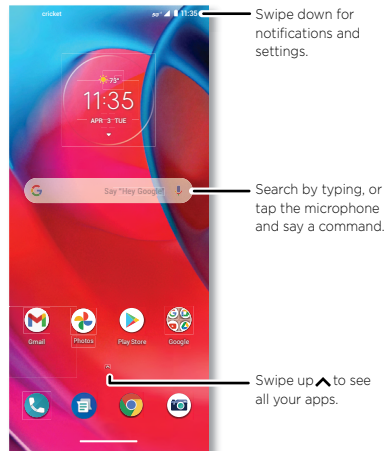 cricket
5G 11:35
Swipe down for
notifications and
settings.
73°
11:35
APR 3 TUE
Say "Hey Google"
Search by typing, or
tap the microphone
and say a command.
Gmail
Photos
Play Store
Google
Swipe up to see
all your apps.